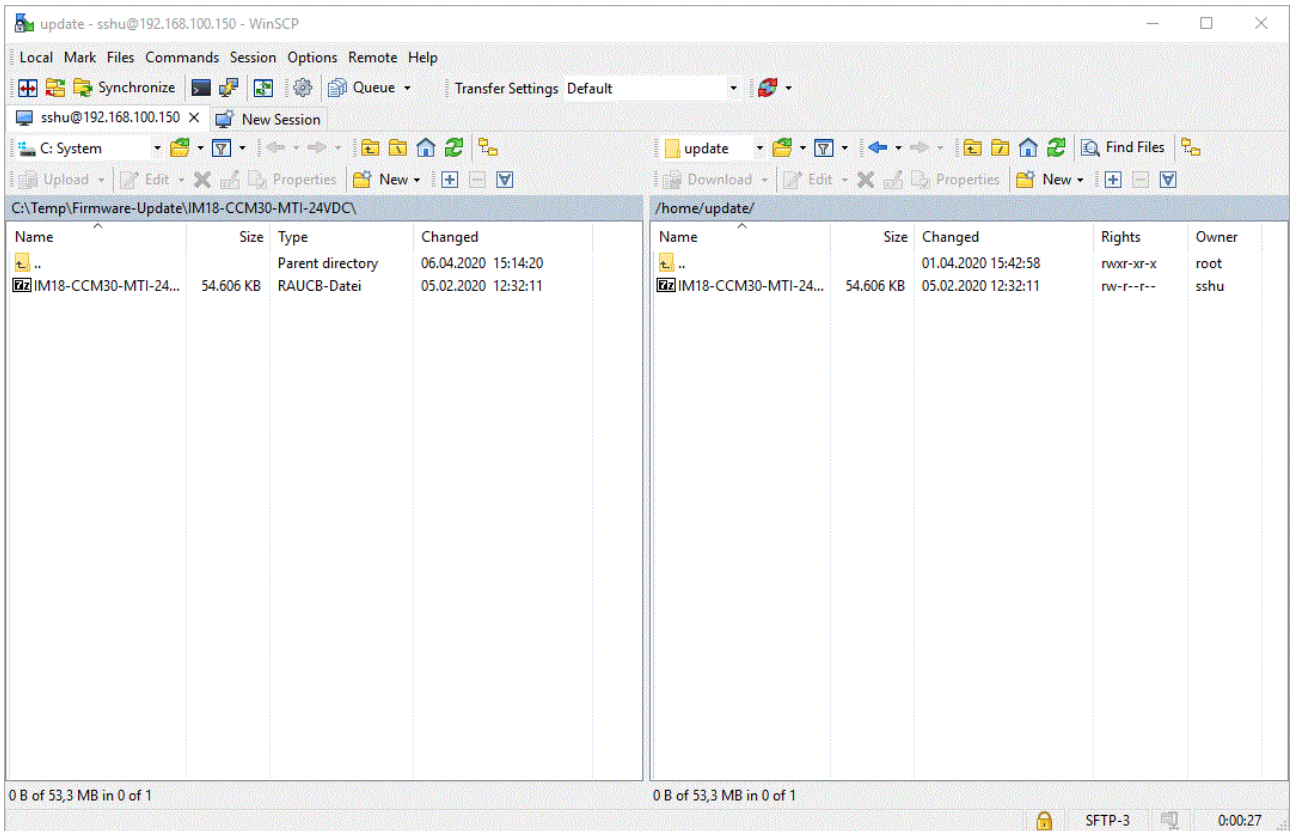 update - sshu@192.168.100.150 - WinSCP
Local Mark Files Commands Session Options Remote Help
Synchronize Queue Transfer Settings Default
sshu@192.168.100.150 New Session
C: System update Find Files
Upload Edit Properties New Download Edit Properties New
C:\Temp\Firmware-Update\IM18-CCM30-MTI-24VDC\ /home/update/
Name Size Type Changed Name Size Changed Rights Owner
.. Parent directory 06.04.2020 15:14:20 .. 01.04.2020 15:42:58 rwxr-xr-x root
IM18-CCM30-MTI-24... 54.606 KB RAUCB-Datei 05.02.2020 12:32:11 IM18-CCM30-MTI-24... 54.606 KB 05.02.2020 12:32:11 rw-r--r-- sshu
0 B of 53,3 MB in 0 of 1 0 B of 53,3 MB in 0 of 1
SFTP-3 0:00:27